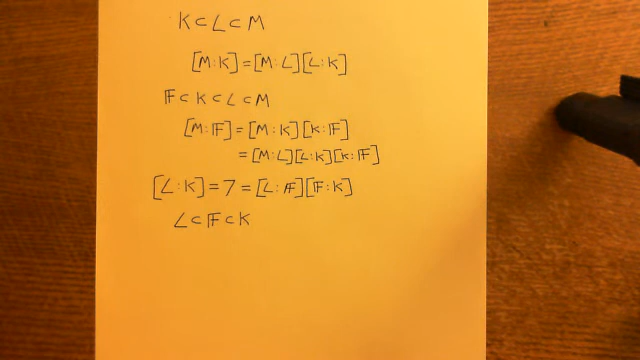 K ⊂ L ⊂ M
[M:K] = [M:L][L:K]
𝔽 ⊂ K ⊂ L ⊂ M
[M:𝔽] = [M:K][K:𝔽]
= [M:L][L:K][K:𝔽]
[L:K] = 7 = [L:𝔽][𝔽:K]
L ⊂ 𝔽 ⊂ K